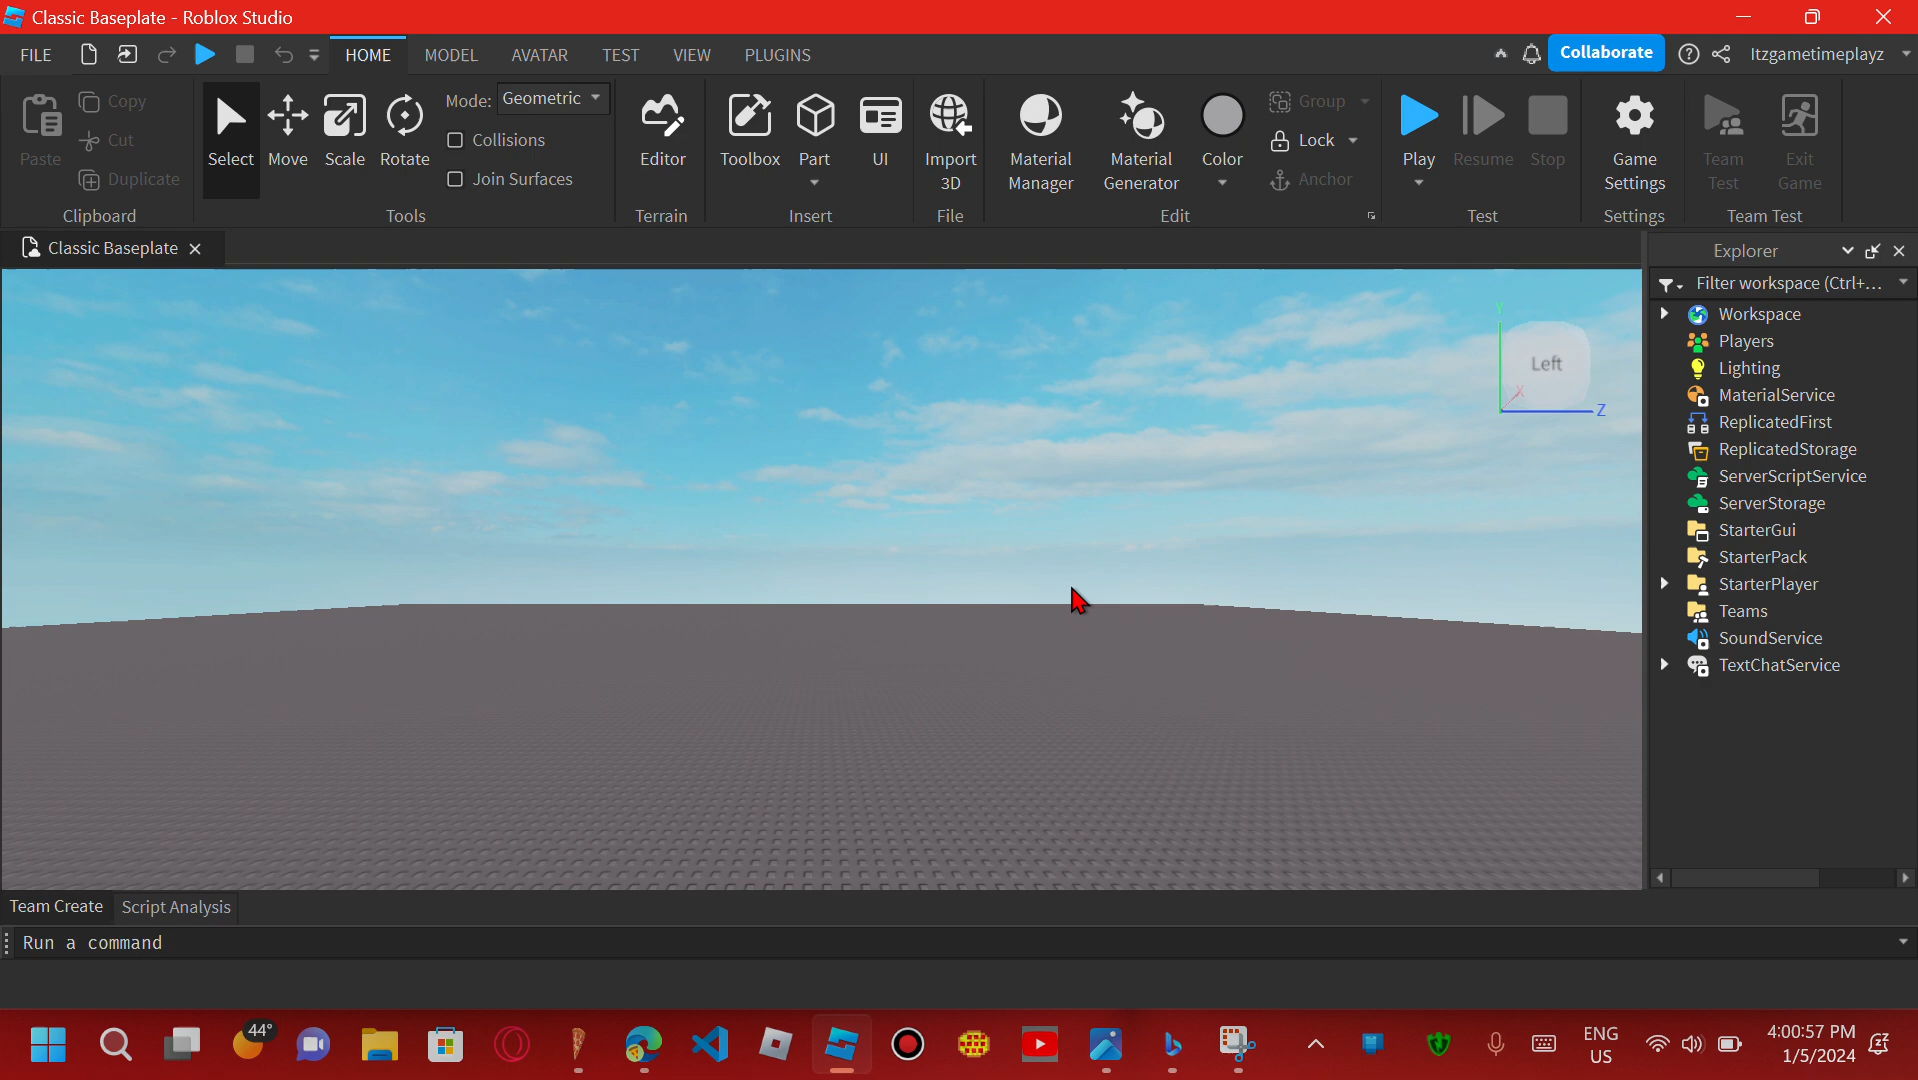 Classic Baseplate - Roblox Studio
FILE HOME MODEL AVATAR TEST VIEW PLUGINS Collaborate Itzgametimeplayz
Paste Copy Cut Duplicate
Clipboard
Select Move Scale Rotate
Mode: Geometric
Collisions
Join Surfaces
Tools
Editor
Terrain
Toolbox Part UI
Insert
Import
3D
File
Material
Manager
Material
Generator
Color
Group
Lock
Anchor
Edit
Play Resume Stop
Test
Game
Settings
Settings
Team
Test
Exit
Game
Team Test
Classic Baseplate
Y
Left
X
Z
Explorer
Filter workspace (Ctrl+...
Workspace
Players
Lighting
MaterialService
ReplicatedFirst
ReplicatedStorage
ServerScriptService
ServerStorage
StarterGui
StarterPack
StarterPlayer
Teams
SoundService
TextChatService
Team Create Script Analysis
Run a command
44°
ENG
US
4:00:57 PM
1/5/2024